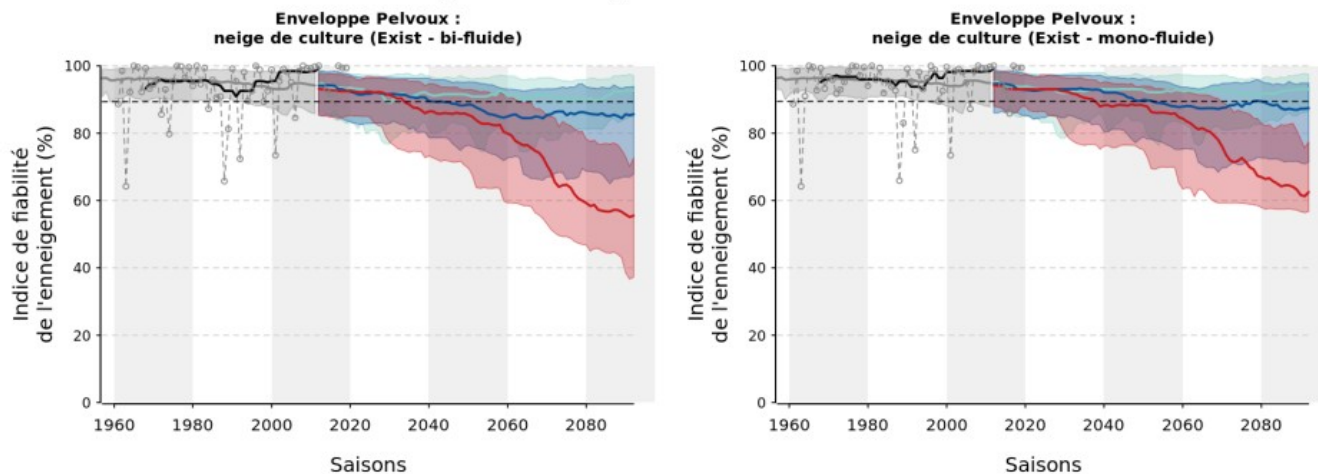 Enveloppe Pelvoux :
neige de culture (Exist - bi-fluide)
Indice de fiabilité
de l'enneigement (%)
100
80
60
40
20
0
1960 1980 2000 2020 2040 2060 2080
Saisons
Enveloppe Pelvoux :
neige de culture (Exist - mono-fluide)
Indice de fiabilité
de l'enneigement (%)
100
80
60
40
20
0
1960 1980 2000 2020 2040 2060 2080
Saisons